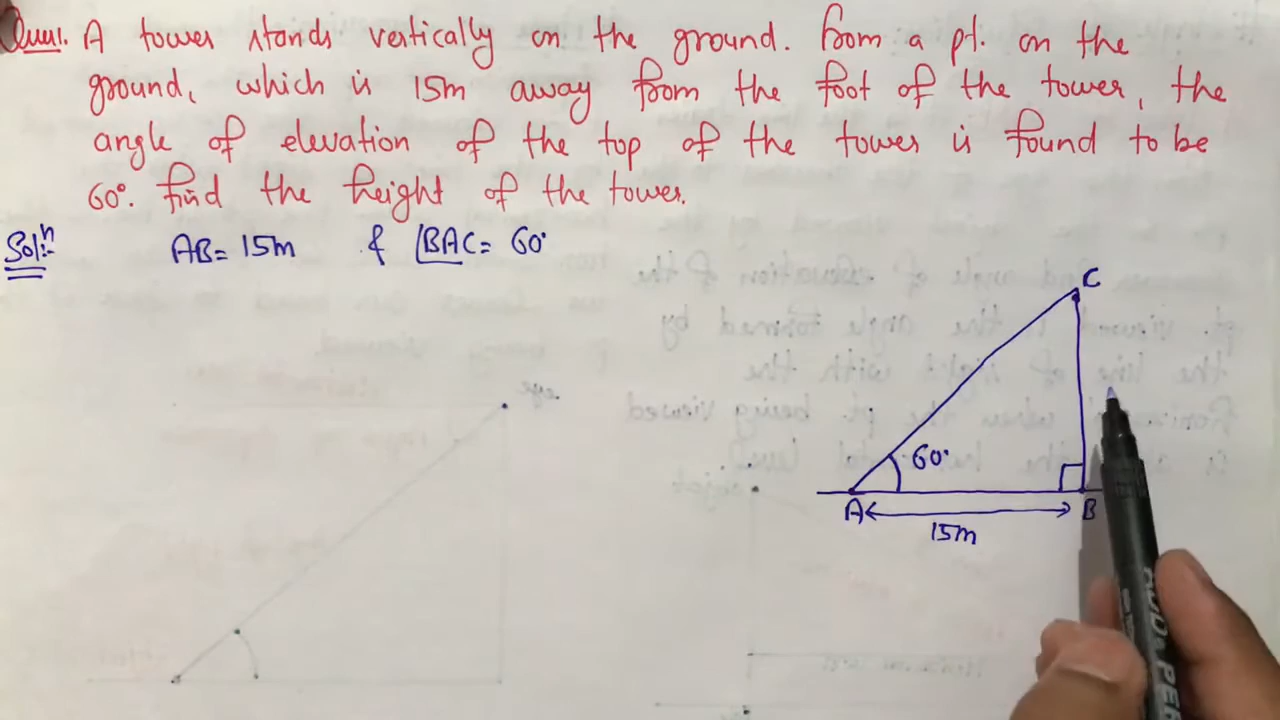 Ques1. A tower stands vertically on the ground. From a pt. on the
ground, which is 15m away from the foot of the tower, the
angle of elevation of the top of the tower is found to be
60°. Find the height of the tower.
Solⁿ:- AB = 15m & ∠BAC = 60°
C
60°
A B
15m